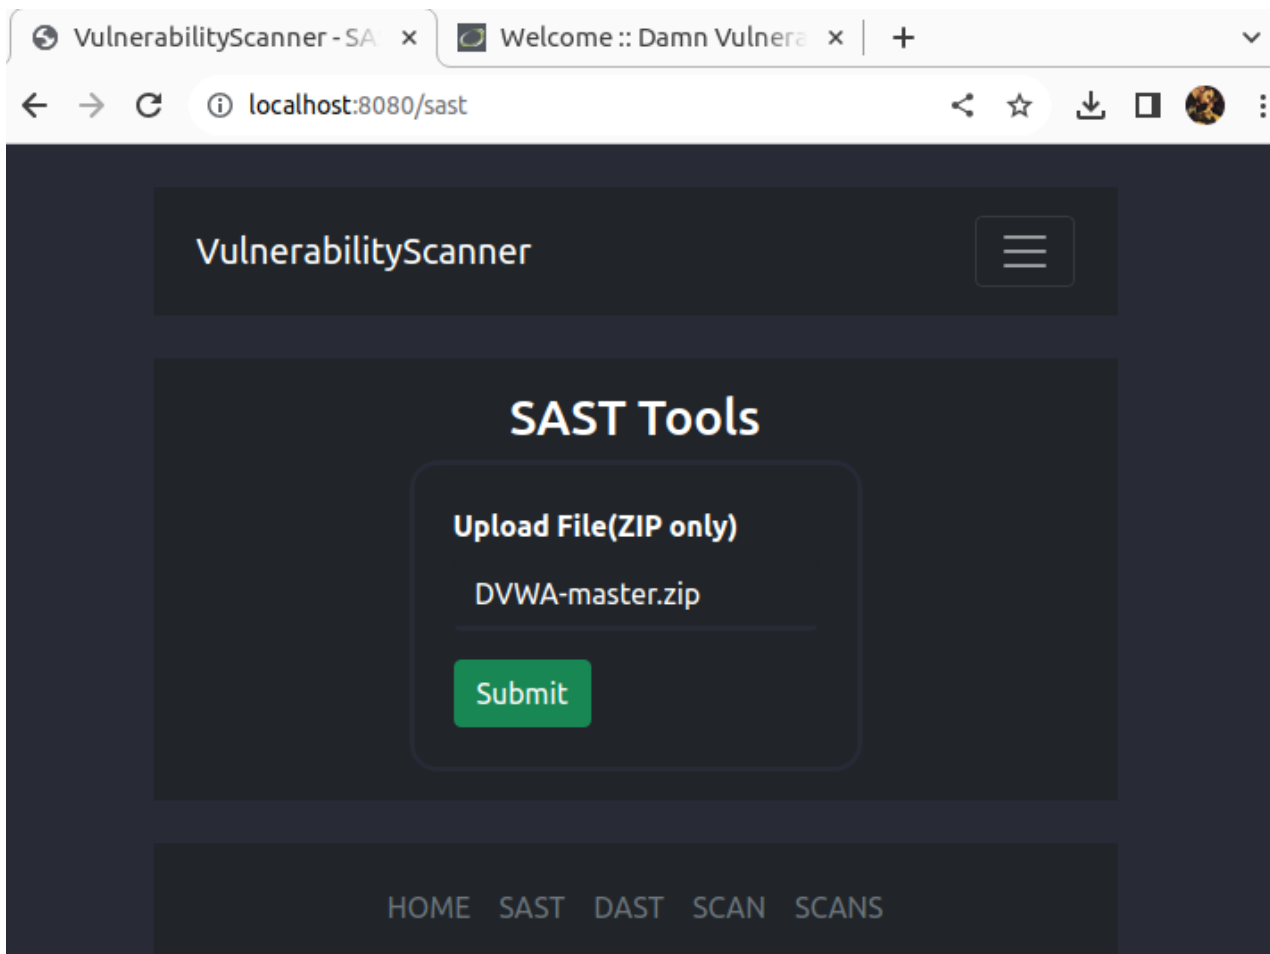 VulnerabilityScanner - SA
Welcome :: Damn Vulnera
localhost:8080/sast
VulnerabilityScanner
SAST Tools
Upload File(ZIP only)
DVWA-master.zip
Submit
HOME SAST DAST SCAN SCANS